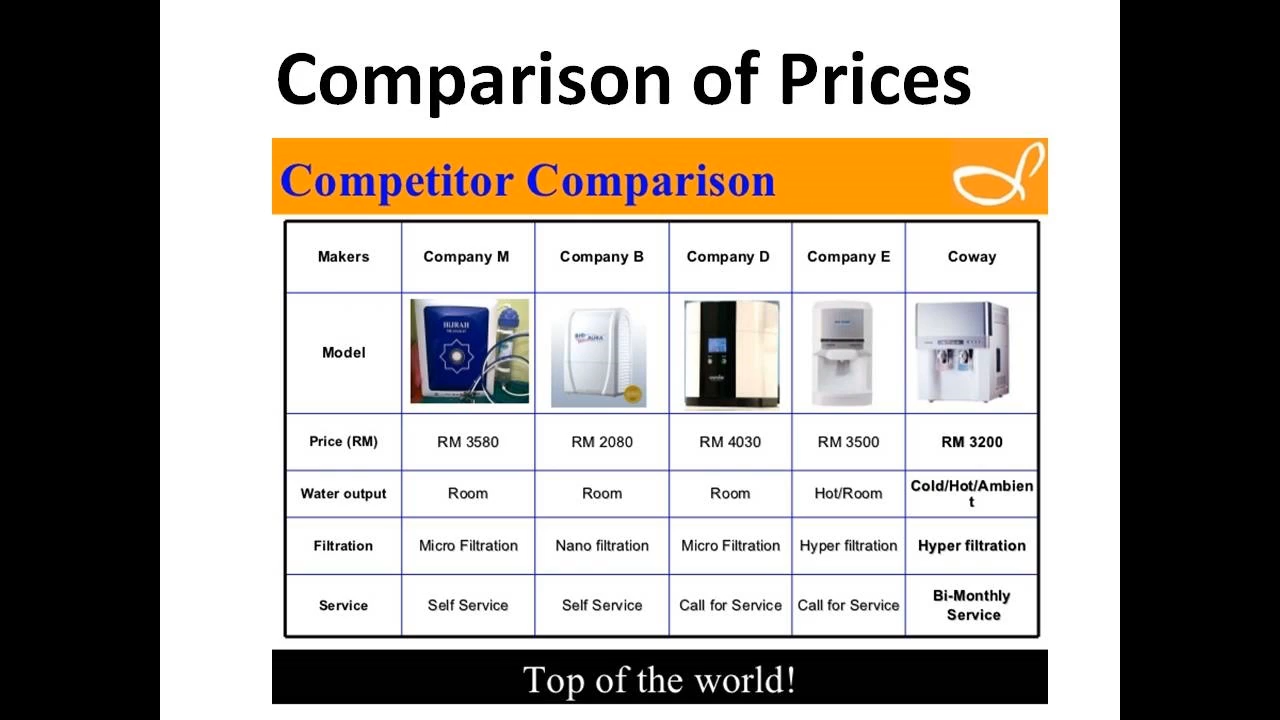 Comparison of Prices
Competitor Comparison
Makers Company M Company B Company D Company E Coway
Model
HIJRAH
Price (RM) RM 3580 RM 2080 RM 4030 RM 3500 RM 3200
Water output Room Room Room Hot/Room Cold/Hot/Ambien
t
Filtration Micro Filtration Nano filtration Micro Filtration Hyper filtration Hyper filtration
Service Self Service Self Service Call for Service Call for Service Bi-Monthly
Service
Top of the world!